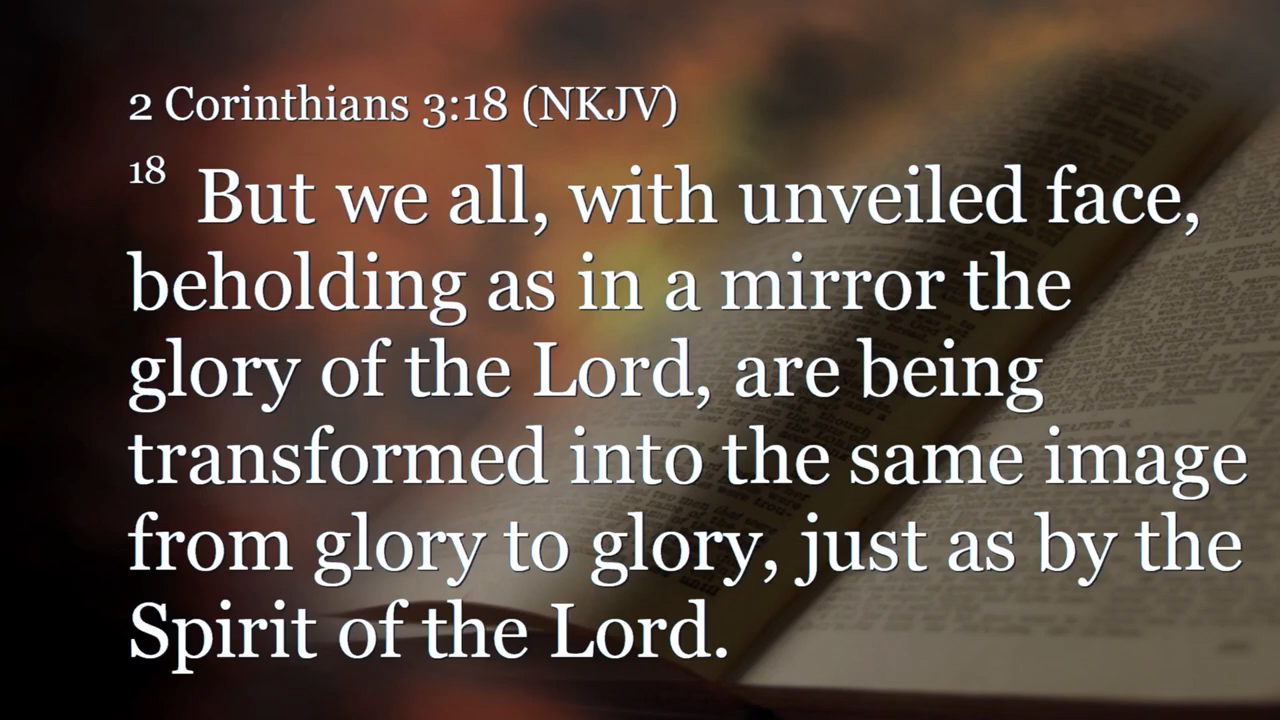 2 Corinthians 3:18 (NKJV)
18 But we all, with unveiled face,
beholding as in a mirror the
glory of the Lord, are being
transformed into the same image
from glory to glory, just as by the
Spirit of the Lord.